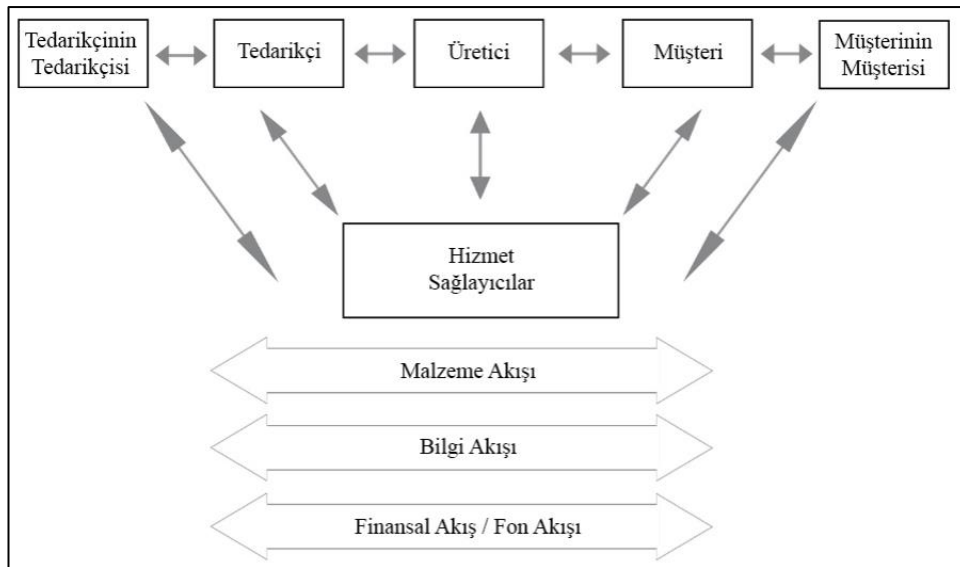 Tedarikçinin
Tedarikçisi
Tedarikçi
Üretici
Müşteri
Müşterinin
Müşterisi
Hizmet
Sağlayıcılar
Malzeme Akışı
Bilgi Akışı
Finansal Akış / Fon Akışı